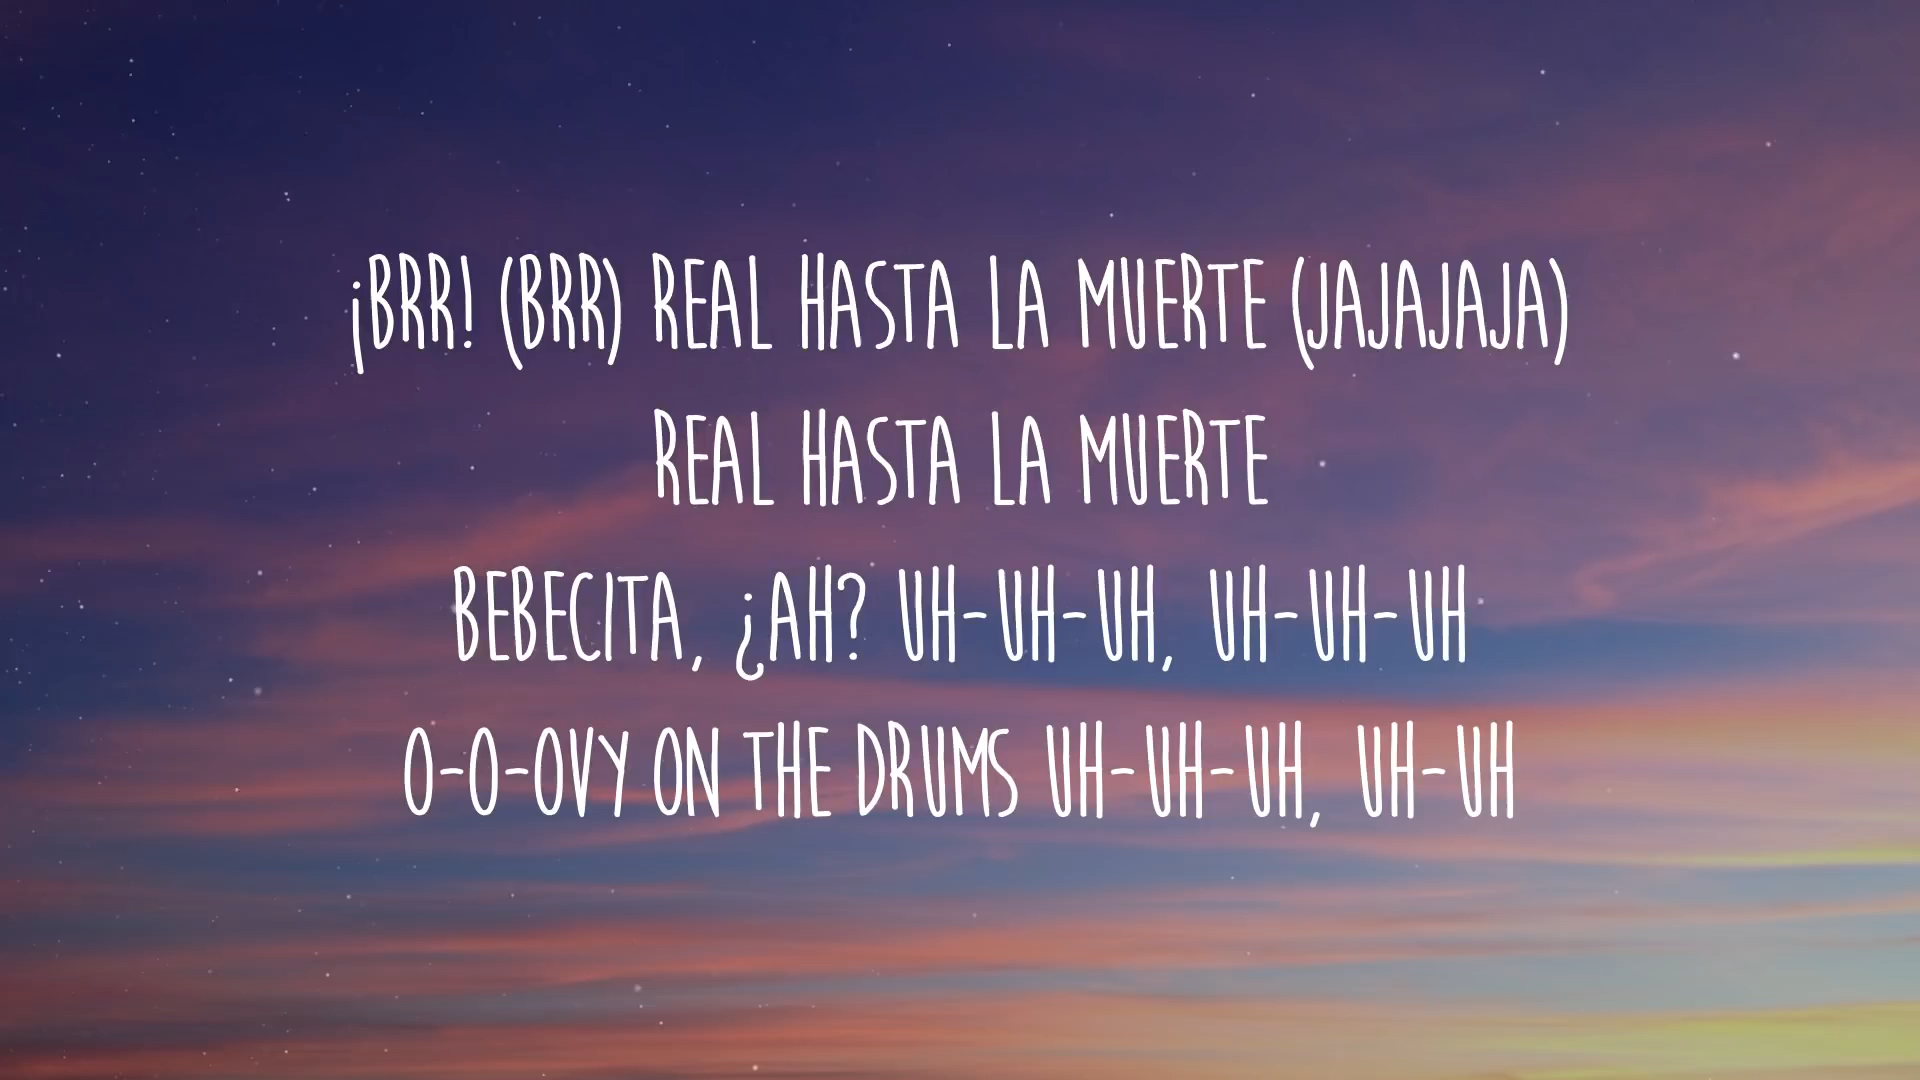 ¡BRR! (BRR) REAL HASTA LA MUERTE (JAJAJAJA)
REAL HASTA LA MUERTE
BEBECITA, ¿AH? UH-UH-UH, UH-UH-UH
O-O-OVY ON THE DRUMS UH-UH-UH, UH-UH